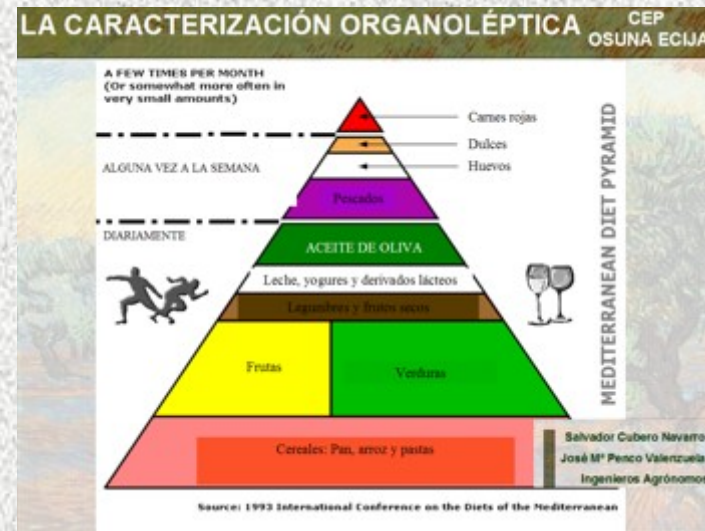 LA CARACTERIZACIÓN ORGANOLÉPTICA
CEP
OSUNA ECIJA
A FEW TIMES PER MONTH
(Or somewhat more often in
very small amounts)
Carnes rojas
Dulces
ALGUNA VEZ A LA SEMANA
Huevos
Pescados
DIARIAMENTE
ACEITE DE OLIVA
Leche, yogures y derivados lácteos
Legumbres y frutos secos
Frutas
Verduras
Cereales: Pan, arroz y pastas
MEDITERRANEAN DIET PYRAMID
Salvador Cubero Navarro
José Mª Penco Valenzuela
Ingenieros Agrónomos
Source: 1993 International Conference on the Diets of the Mediterranean